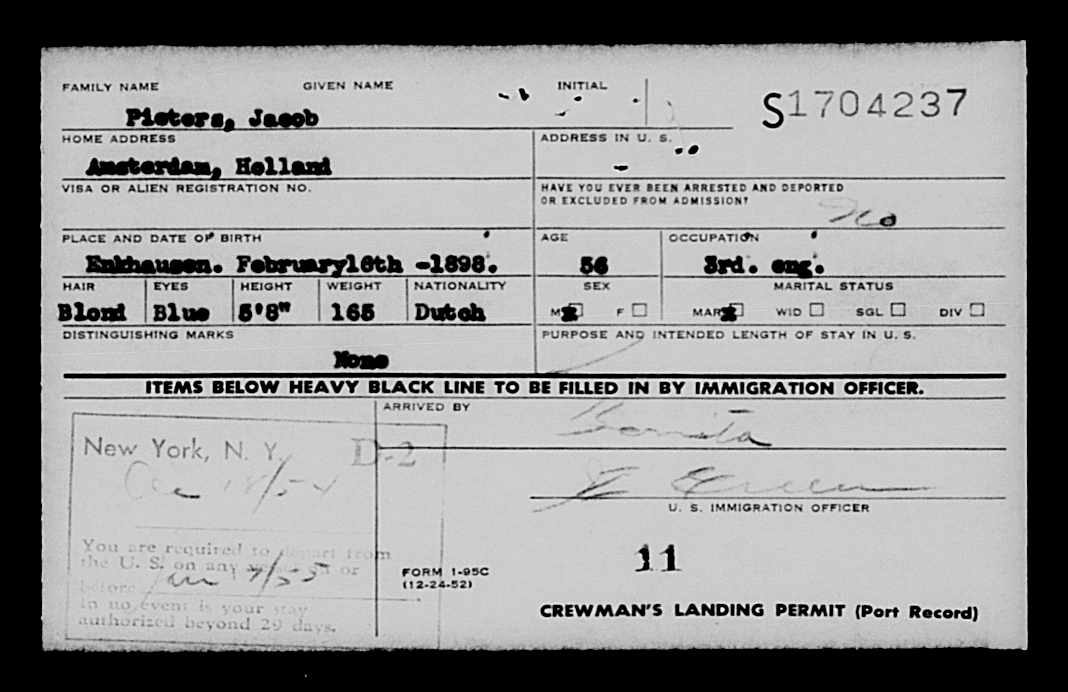 FAMILY NAME GIVEN NAME INITIAL
S1704237
Pieters, Jacob
HOME ADDRESS ADDRESS IN U. S.
Amsterdam, Holland
VISA OR ALIEN REGISTRATION NO. HAVE YOU EVER BEEN ARRESTED AND DEPORTED
OR EXCLUDED FROM ADMISSION?
No
PLACE AND DATE OF BIRTH AGE OCCUPATION
Enkhausen. February16th -1898. 56 3rd. eng.
HAIR EYES HEIGHT WEIGHT NATIONALITY SEX MARITAL STATUS
Blond Blue 5'8" 165 Dutch M F MAR WID SGL DIV
DISTINGUISHING MARKS PURPOSE AND INTENDED LENGTH OF STAY IN U. S.
None
ITEMS BELOW HEAVY BLACK LINE TO BE FILLED IN BY IMMIGRATION OFFICER.
ARRIVED BY
New York, N. Y. D-2
U. S. IMMIGRATION OFFICER
You are required to depart from
the U. S. on any or
before Jan 7/55
In no event is your stay
authorized beyond 29 days.
FORM I-95C
(12-24-52)
11
CREWMAN'S LANDING PERMIT (Port Record)